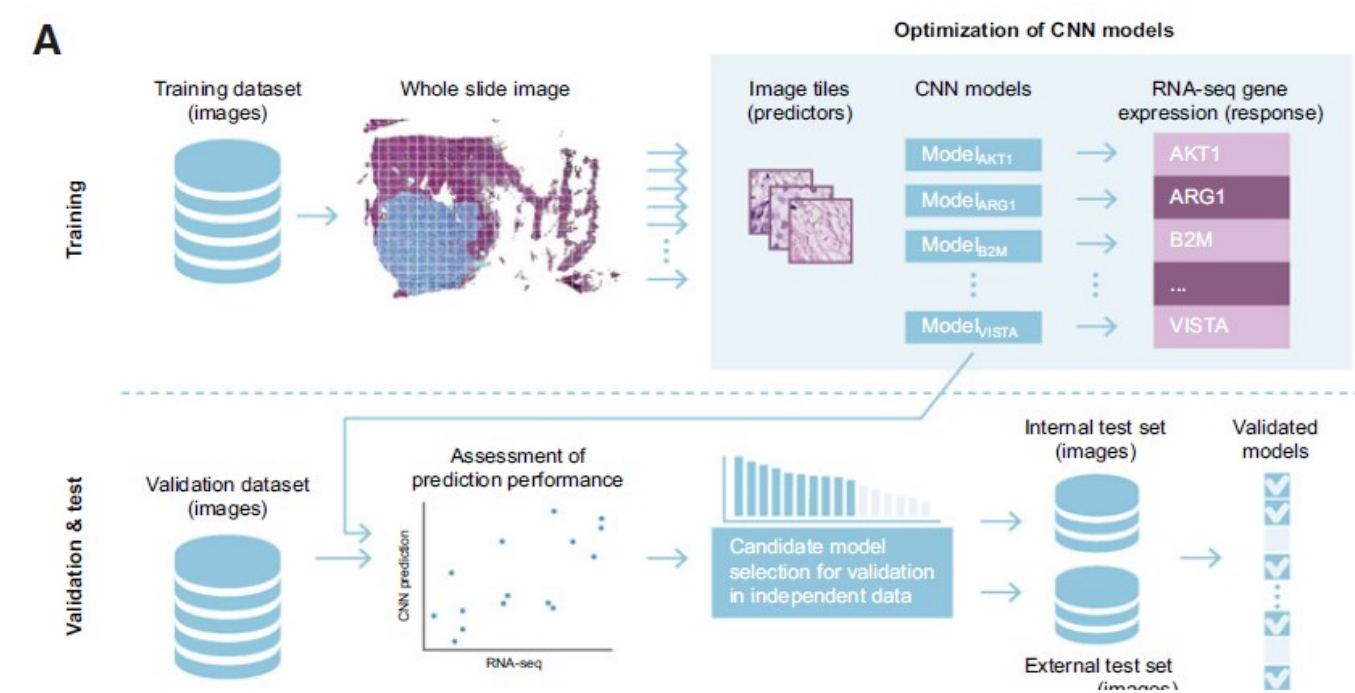 A
Optimization of CNN models
Training dataset
(images)
Whole slide image
Image tiles
(predictors)
CNN models
RNA-seq gene
expression (response)
Training
ModelAKT1
AKT1
ModelARG1
ARG1
ModelB2M
B2M
...
ModelVISTA
VISTA
Validation & test
Validation dataset
(images)
Assessment of
prediction performance
CNN prediction
RNA-seq
Candidate model
selection for validation
in independent data
Internal test set
(images)
External test set
(images)
Validated
models